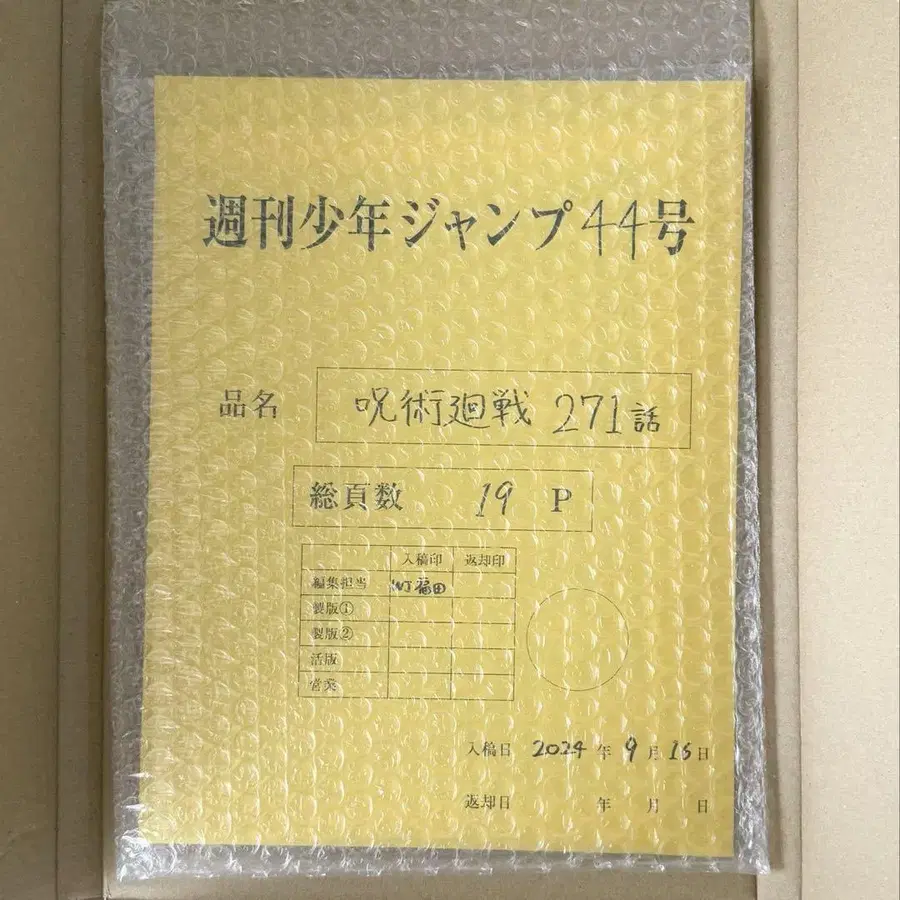 週刊少年ジャンプ44号
品名 呪術廻戦 271話
総頁数 19 P
入稿印 返却印
編集担当 WJ 福田
製版①
製版②
活版
営業
入稿日 2024 年 9 月 16 日
返却日 年 月 日